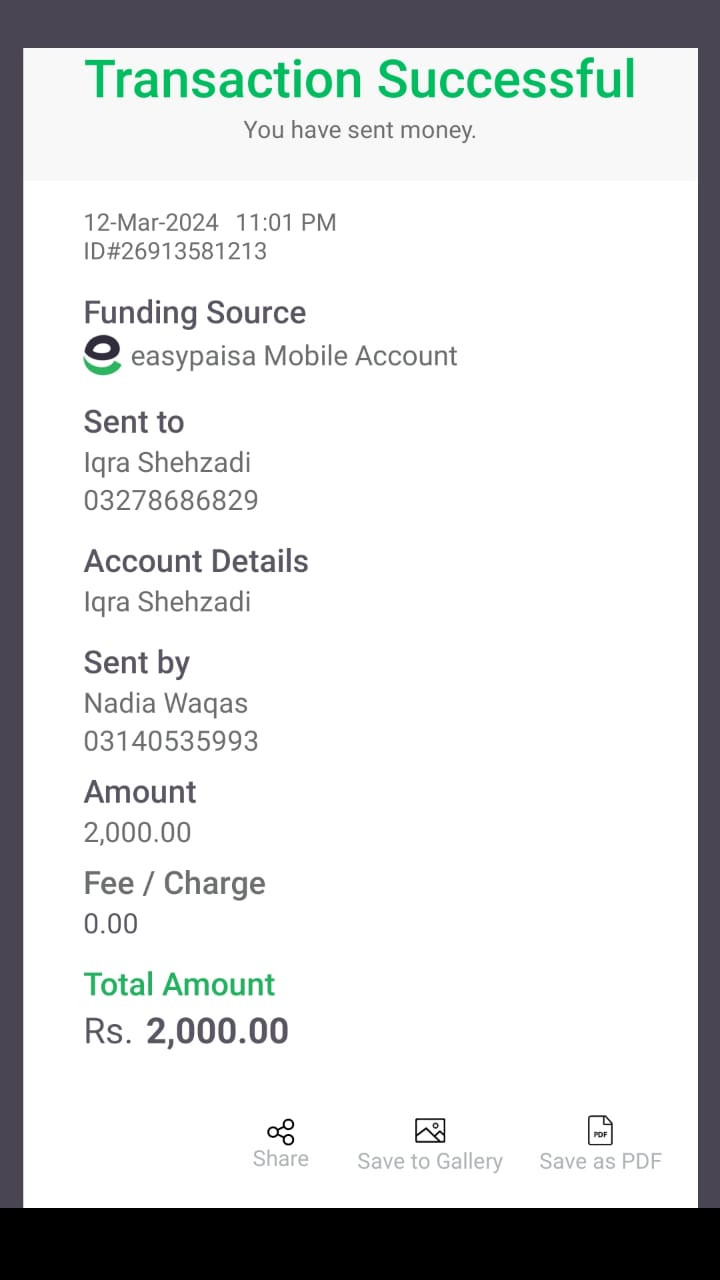 Transaction Successful
You have sent money.
12-Mar-2024 11:01 PM
ID#26913581213
Funding Source
easypaisa Mobile Account
Sent to
Iqra Shehzadi
03278686829
Account Details
Iqra Shehzadi
Sent by
Nadia Waqas
03140535993
Amount
2,000.00
Fee / Charge
0.00
Total Amount
Rs. 2,000.00
PDF
Share Save to Gallery Save as PDF